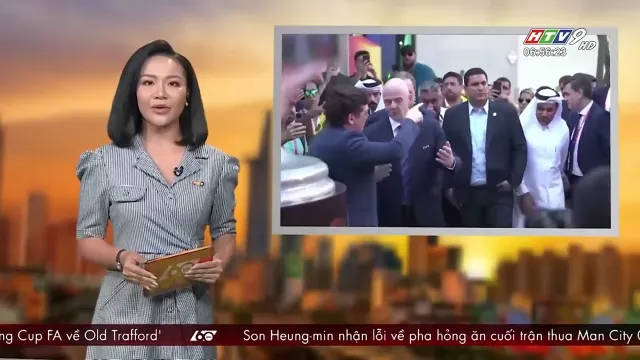 HTV9 HD
06:56:23
ng Cup FA về Old Trafford'
60 Son Heung-min nhận lỗi về pha hỏng ăn cuối trận thua Man City